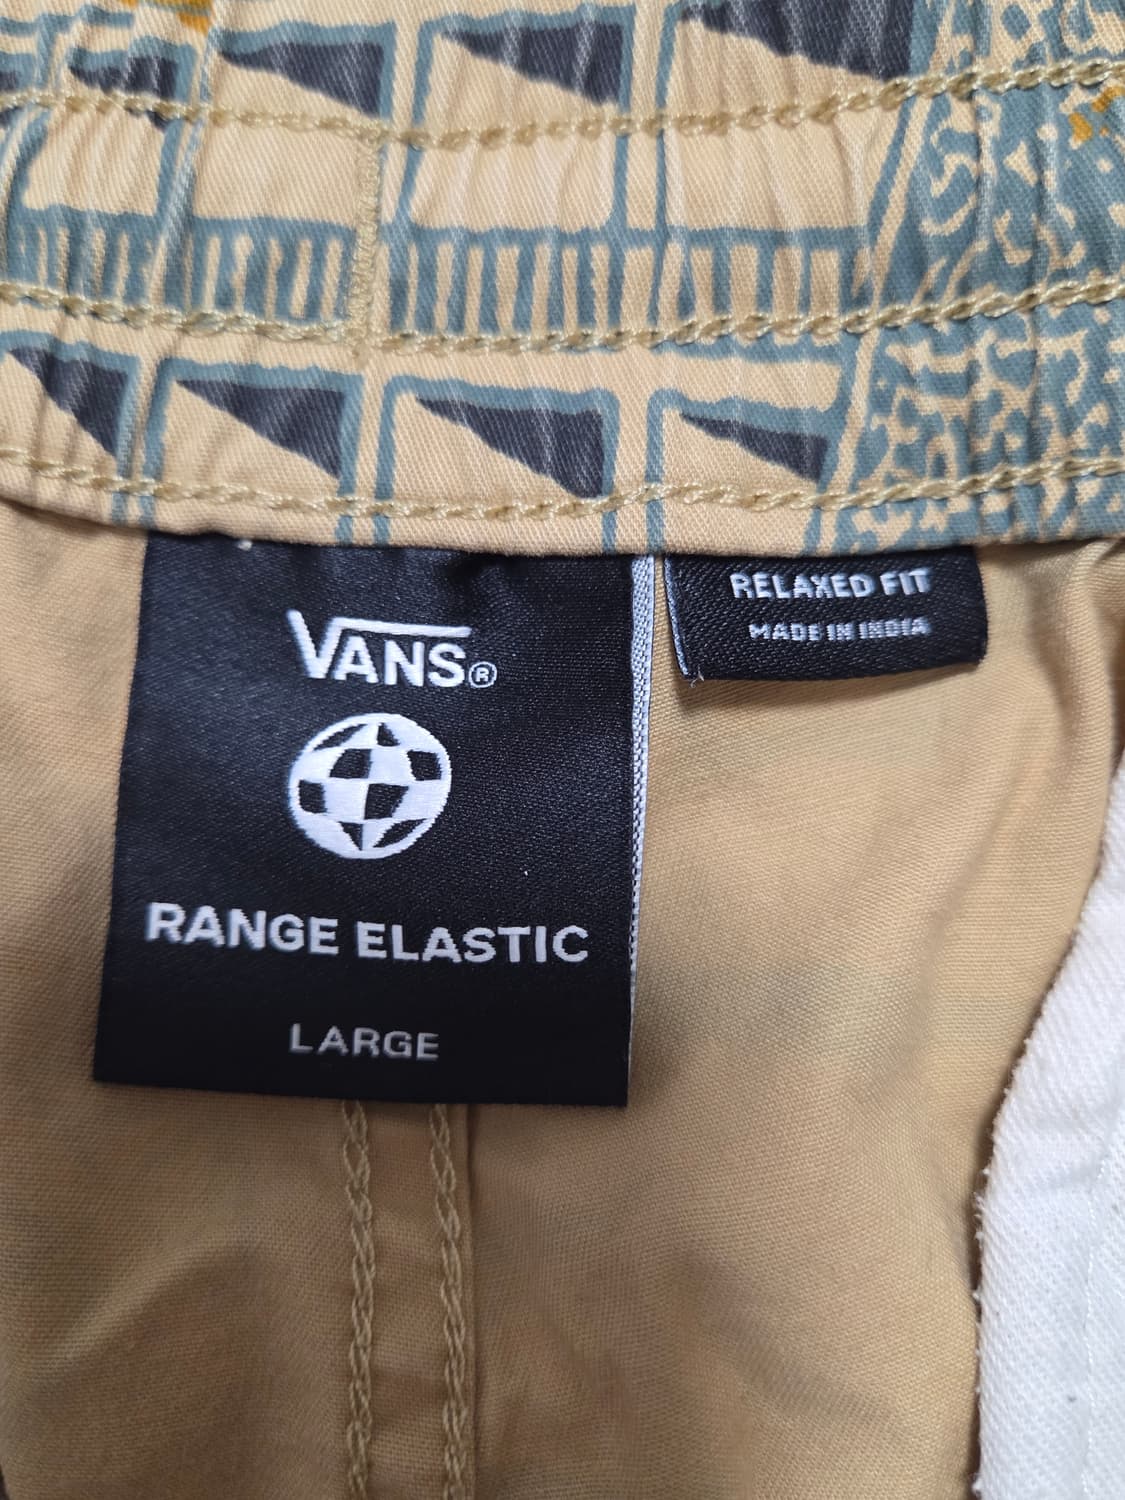 VANS®
RANGE ELASTIC
LARGE
RELAXED FIT
MADE IN INDIA